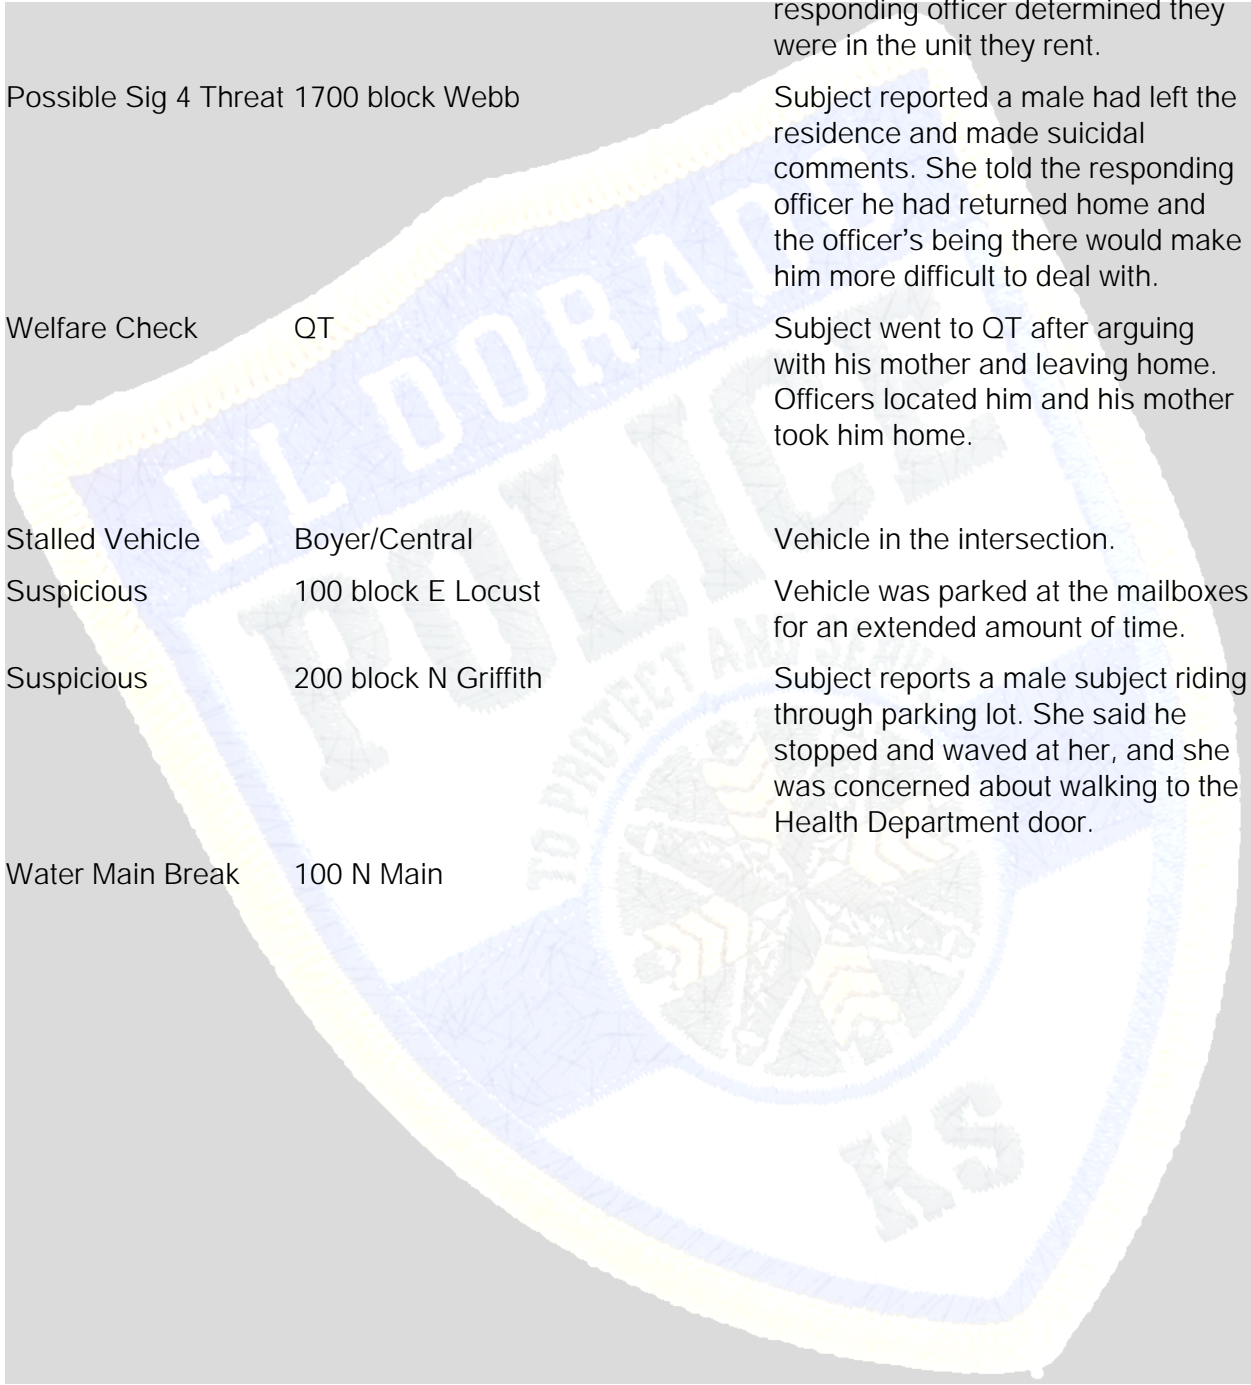 responding officer determined they
were in the unit they rent.
Possible Sig 4 Threat 1700 block Webb Subject reported a male had left the
residence and made suicidal
comments. She told the responding
officer he had returned home and
the officer's being there would make
him more difficult to deal with.
Welfare Check QT Subject went to QT after arguing
with his mother and leaving home.
Officers located him and his mother
took him home.
Stalled Vehicle Boyer/Central Vehicle in the intersection.
Suspicious 100 block E Locust Vehicle was parked at the mailboxes
for an extended amount of time.
Suspicious 200 block N Griffith Subject reports a male subject riding
through parking lot. She said he
stopped and waved at her, and she
was concerned about walking to the
Health Department door.
Water Main Break 100 N Main
EL DORADO
POLICE
TO PROTECT AND SERVE
KS